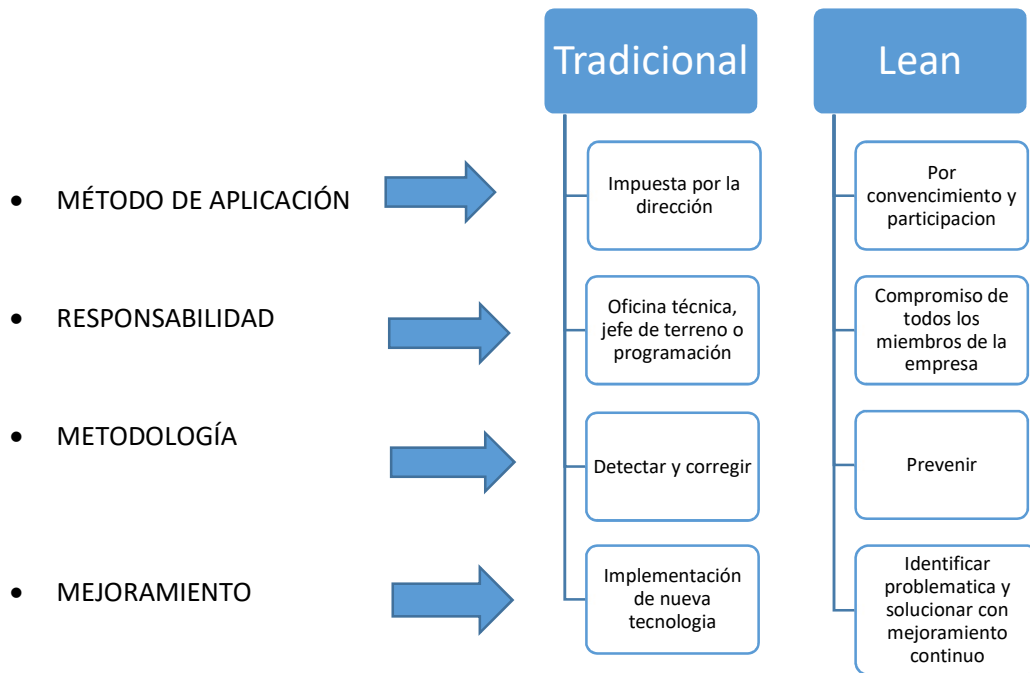 Tradicional
Lean
• MÉTODO DE APLICACIÓN
Impuesta por la
dirección
Por
convencimiento y
participacion
• RESPONSABILIDAD
Oficina técnica,
jefe de terreno o
programación
Compromiso de
todos los
miembros de la
empresa
• METODOLOGÍA
Detectar y corregir
Prevenir
• MEJORAMIENTO
Implementación
de nueva
tecnologia
Identificar
problematica y
solucionar con
mejoramiento
continuo